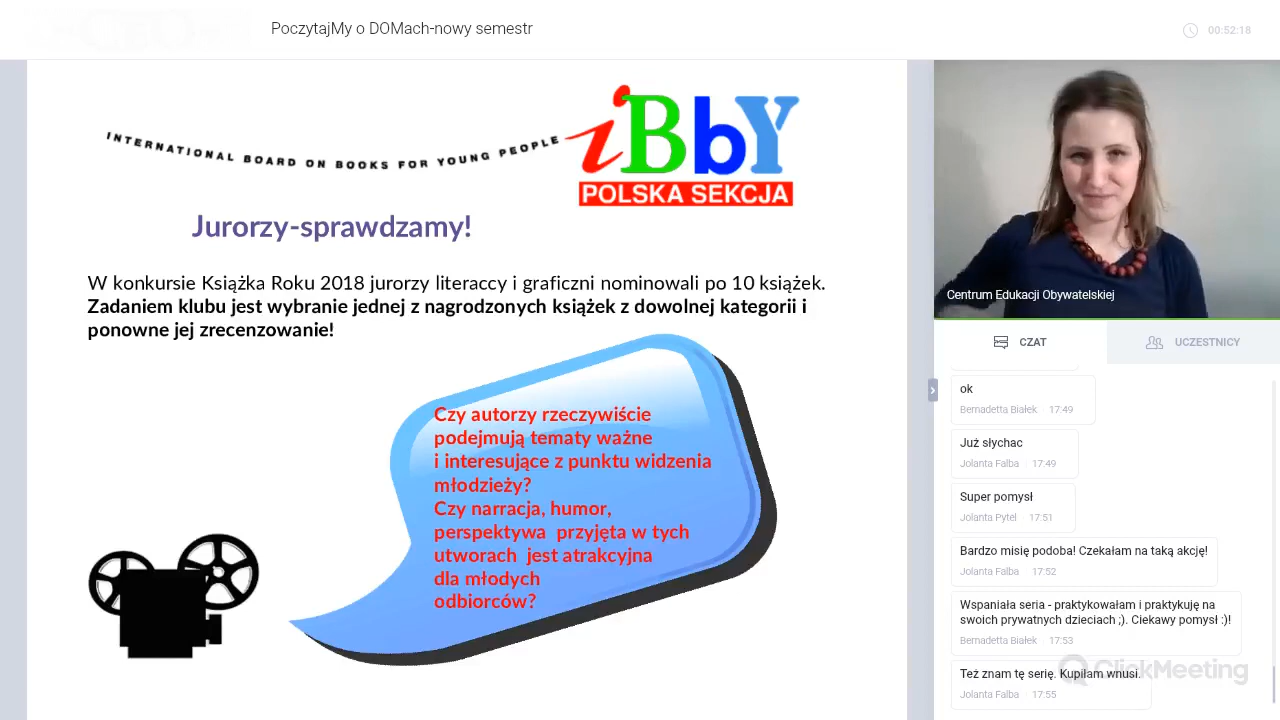 PoczytajMy o DOMach-nowy semestr
00:52:18
INTERNATIONAL BOARD ON BOOKS FOR YOUNG PEOPLE
iBbY
POLSKA SEKCJA
Jurorzy-sprawdzamy!
W konkursie Książka Roku 2018 jurorzy literaccy i graficzni nominowali po 10 książek.
Zadaniem klubu jest wybranie jednej z nagrodzonych książek z dowolnej kategorii i
ponowne jej zrecenzowanie!
Czy autorzy rzeczywiście
podejmują tematy ważne
i interesujące z punktu widzenia
młodzieży?
Czy narracja, humor,
perspektywa przyjęta w tych
utworach jest atrakcyjna
dla młodych
odbiorców?
Centrum Edukacji Obywatelskiej
CZAT
UCZESTNICY
ok
Bernadetta Białek · 17:49
Już słychac
Jolanta Falba · 17:49
Super pomysł
Jolanta Pytel · 17:51
Bardzo misię podoba! Czekałam na taką akcję!
Jolanta Falba · 17:52
Wspaniała seria - praktykowałam i praktykuję na
swoich prywatnych dzieciach ;). Ciekawy pomysł :)!
Bernadetta Białek · 17:53
Też znam tę serię. Kupiłam wnusi.
Jolanta Falba · 17:55
ClickMeeting